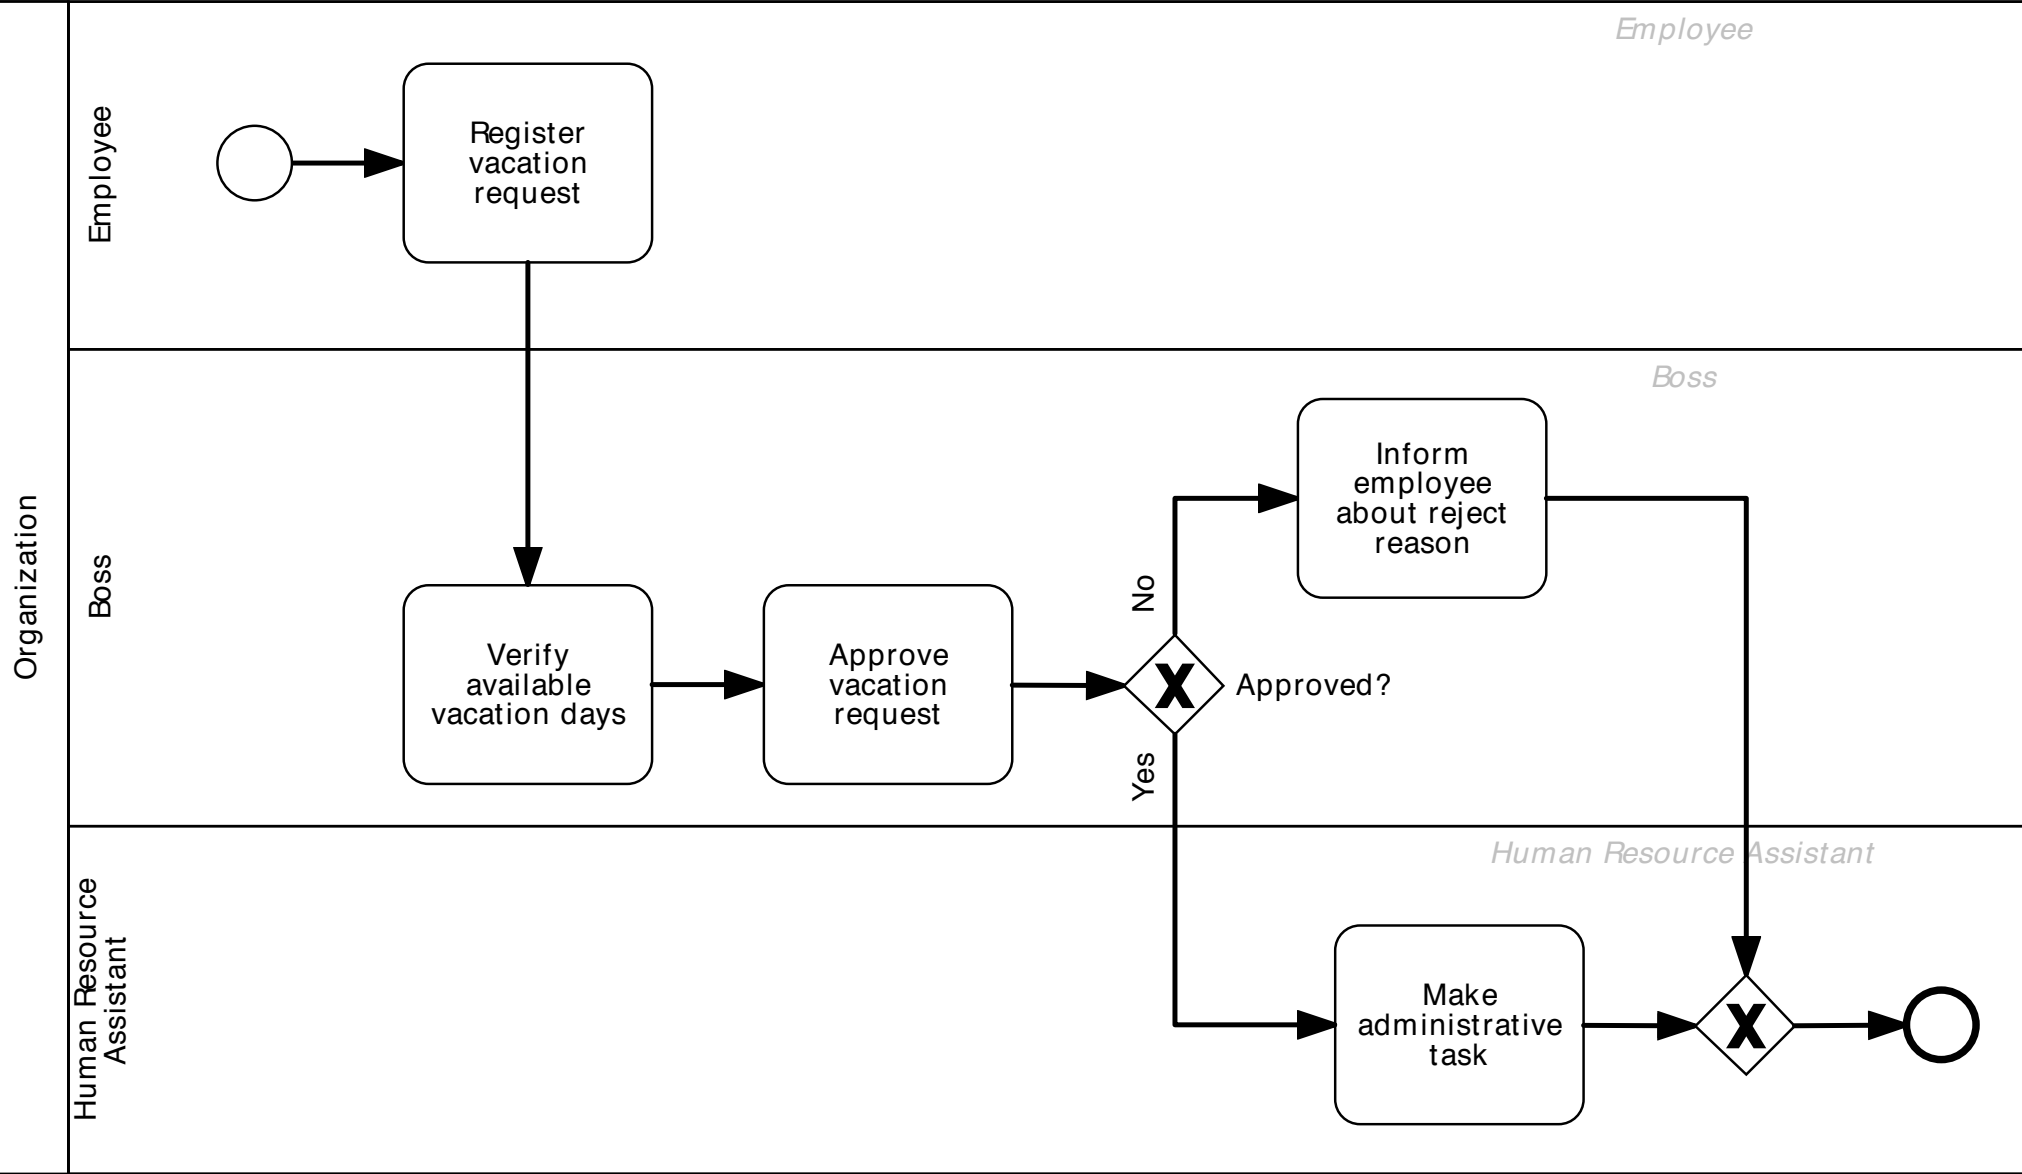 Organization
Employee
Employee
Register
vacation
request
Boss
Boss
Verify
available
vacation days
Approve
vacation
request
X
Approved?
No
Yes
Inform
employee
about reject
reason
Human Resource
Assistant
Human Resource Assistant
Make
administrative
task
X